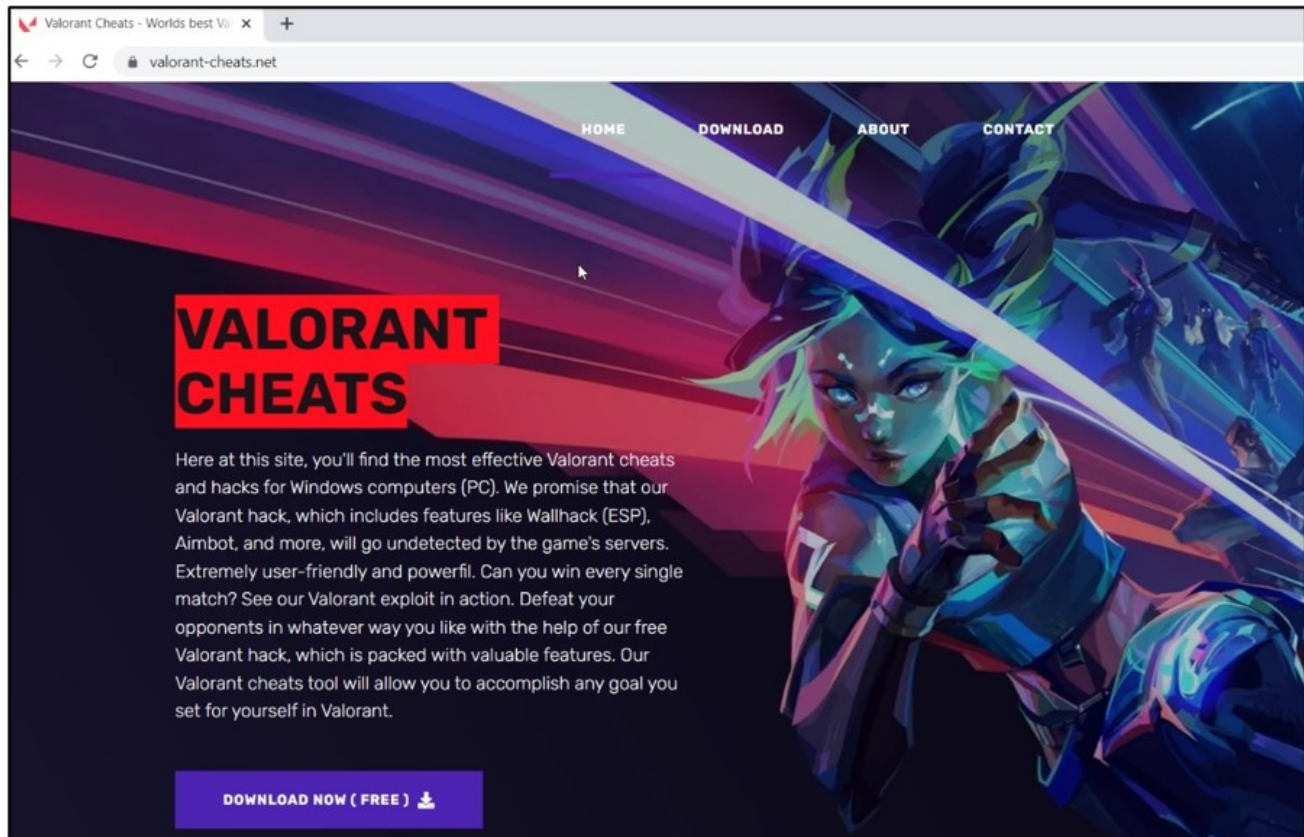 Valorant Cheats - Worlds best Va
valorant-cheats.net
HOME DOWNLOAD ABOUT CONTACT
VALORANT
CHEATS
Here at this site, you'll find the most effective Valorant cheats
and hacks for Windows computers (PC). We promise that our
Valorant hack, which includes features like Wallhack (ESP),
Aimbot, and more, will go undetected by the game's servers.
Extremely user-friendly and powerfil. Can you win every single
match? See our Valorant exploit in action. Defeat your
opponents in whatever way you like with the help of our free
Valorant hack, which is packed with valuable features. Our
Valorant cheats tool will allow you to accomplish any goal you
set for yourself in Valorant.
DOWNLOAD NOW ( FREE )